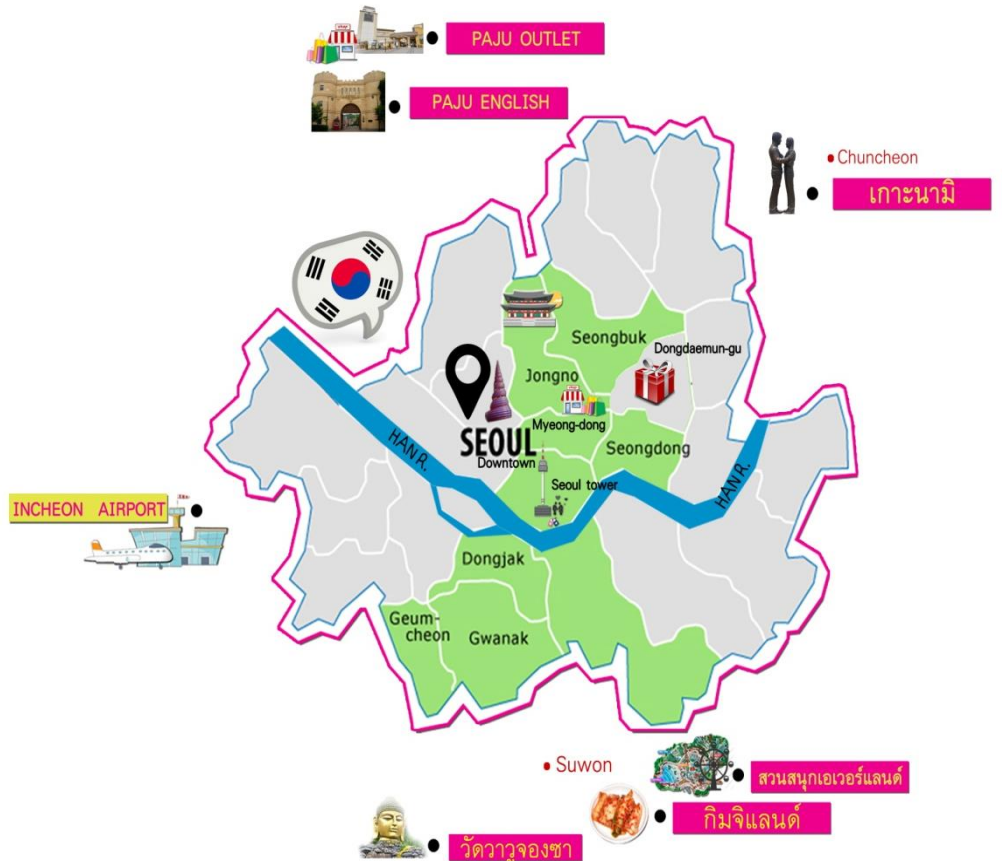 PAJU OUTLET
PAJU ENGLISH
Chuncheon
เกาะนามิ
Seongbuk
Dongdaemun-gu
Jongno
Myeong-dong
SEOUL
Downtown
Seongdong
HAN R.
HAN R.
Seoul tower
INCHEON AIRPORT
Dongjak
Geum-
cheon
Gwanak
Suwon
สวนสนุกเอเวอร์แลนด์
กิมจิแลนด์
วัดวาวูจองซา